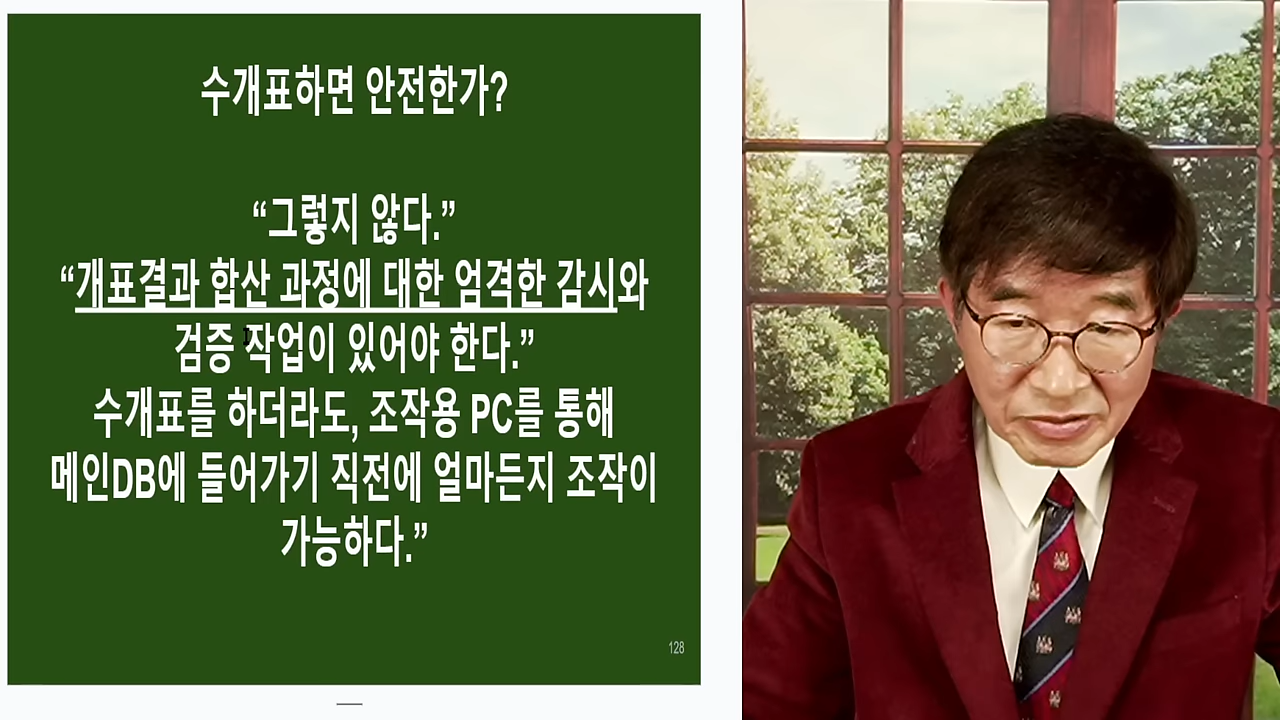 수개표하면 안전한가?
“그렇지 않다.”
“개표결과 합산 과정에 대한 엄격한 감시와
검증 작업이 있어야 한다.”
수개표를 하더라도, 조작용 PC를 통해
메인DB에 들어가기 직전에 얼마든지 조작이
가능하다.”
128